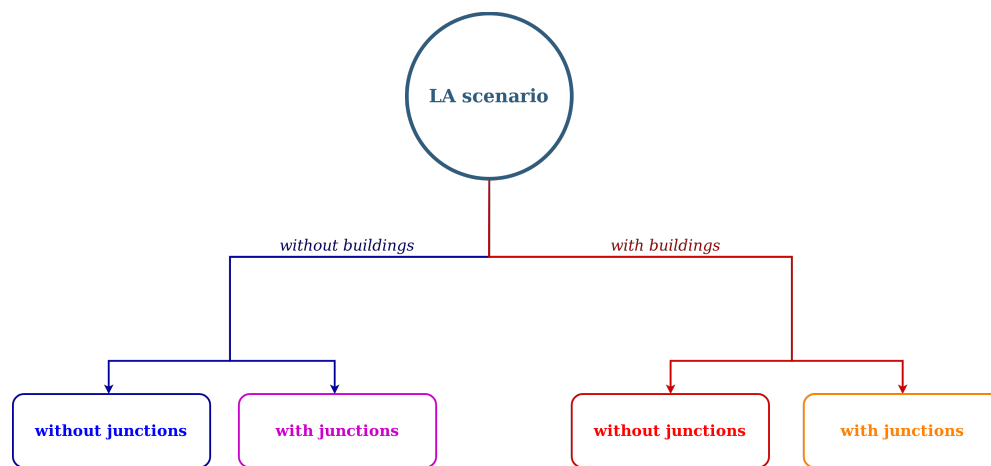 LA scenario
without buildings
with buildings
without junctions
with junctions
without junctions
with junctions